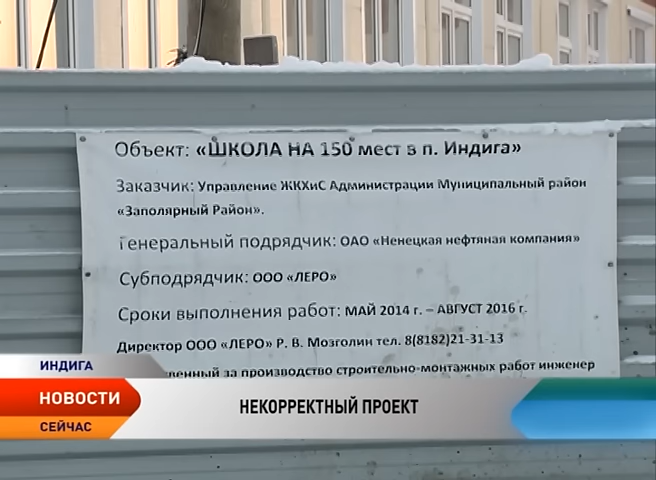 Объект: «ШКОЛА НА 150 мест в п. Индига»
Заказчик: Управление ЖКХиС Администрации Муниципальный район
«Заполярный Район».
Генеральный подрядчик: ОАО «Ненецкая нефтяная компания»
Субподрядчик: ООО «ЛЕРО»
Сроки выполнения работ: МАЙ 2014 г. – АВГУСТ 2016 г.
Директор ООО «ЛЕРО» Р. В. Мозголин тел. 8(8182)21-31-13
за производство строительно-монтажных работ инженер
ИНДИГА
НОВОСТИ
СЕЙЧАС
НЕКОРРЕКТНЫЙ ПРОЕКТ